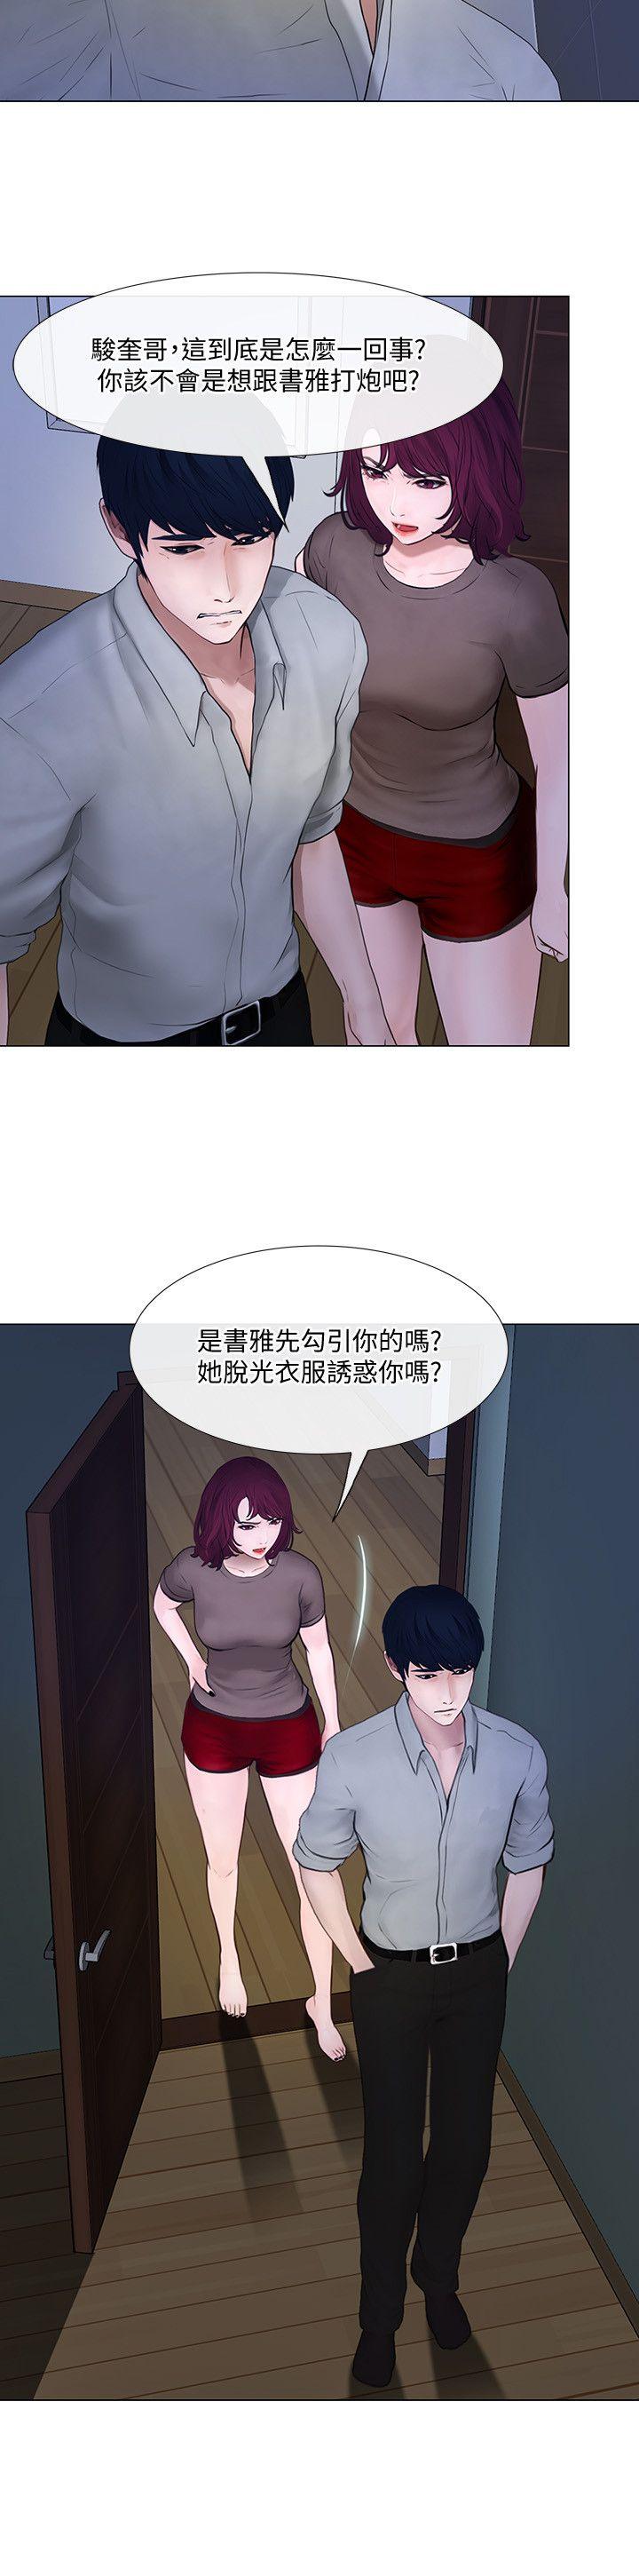 駿奎哥，這到底是怎麼一回事？
你該不會是想跟書雅打炮吧？
是書雅先勾引你的嗎？
她脫光衣服誘惑你嗎？